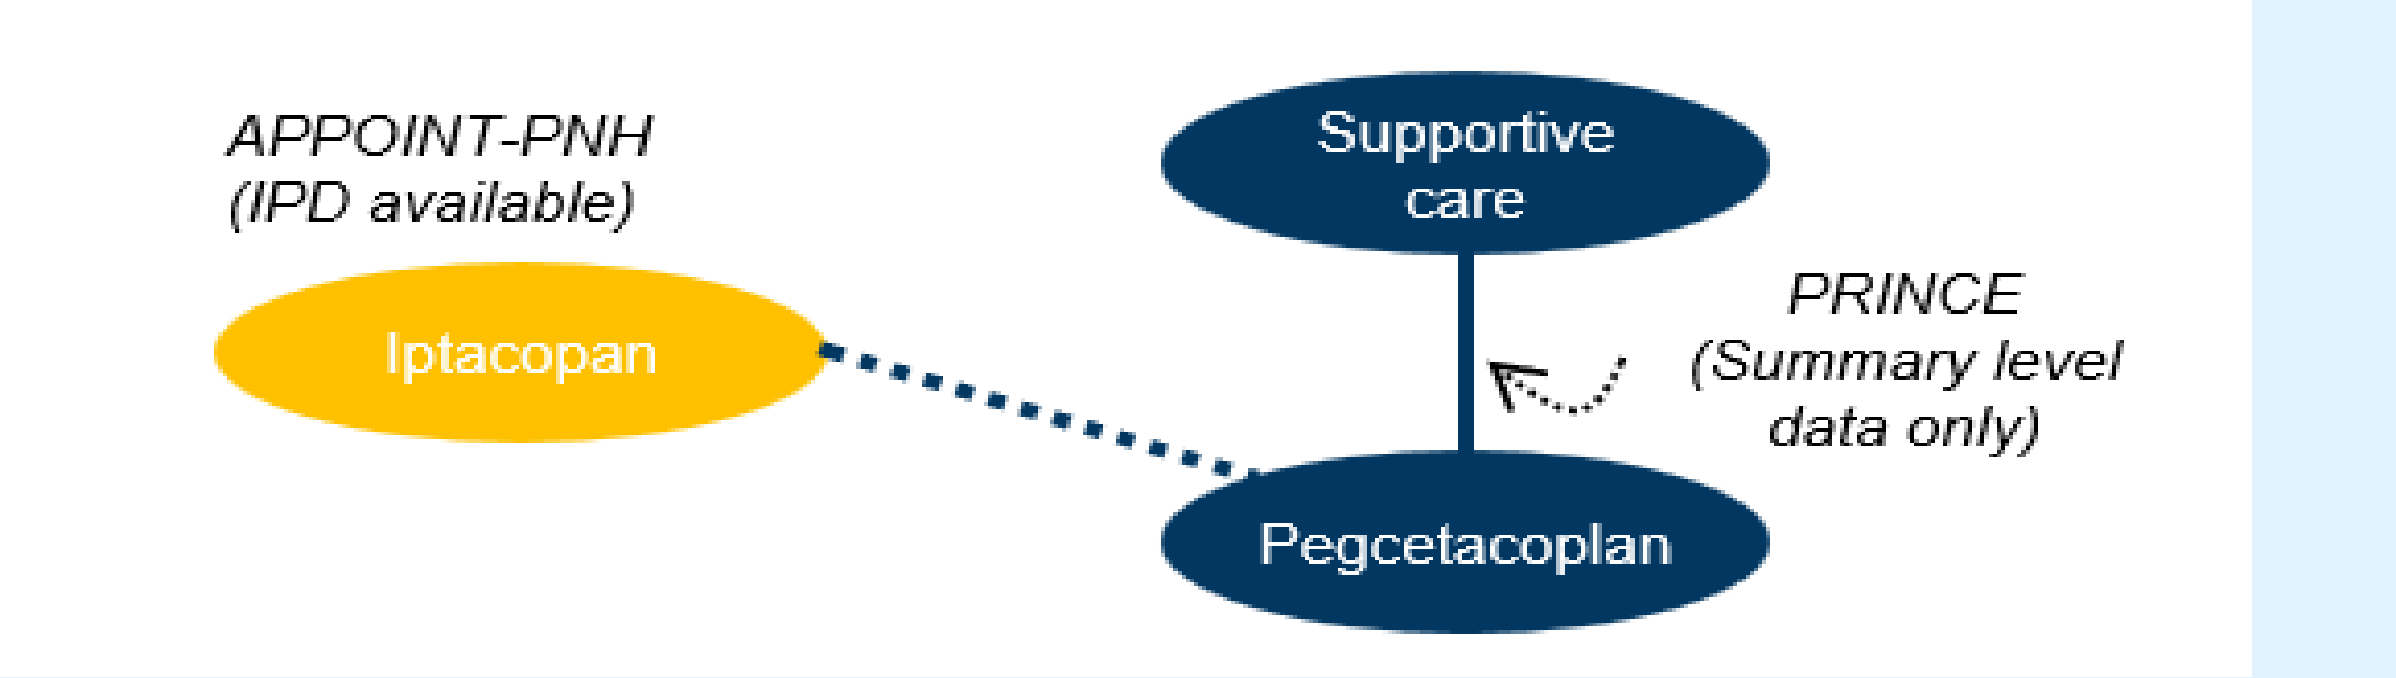 APPOINT-PNH
(IPD available)
Iptacopan
Supportive
care
PRINCE
(Summary level
data only)
Pegcetacoplan